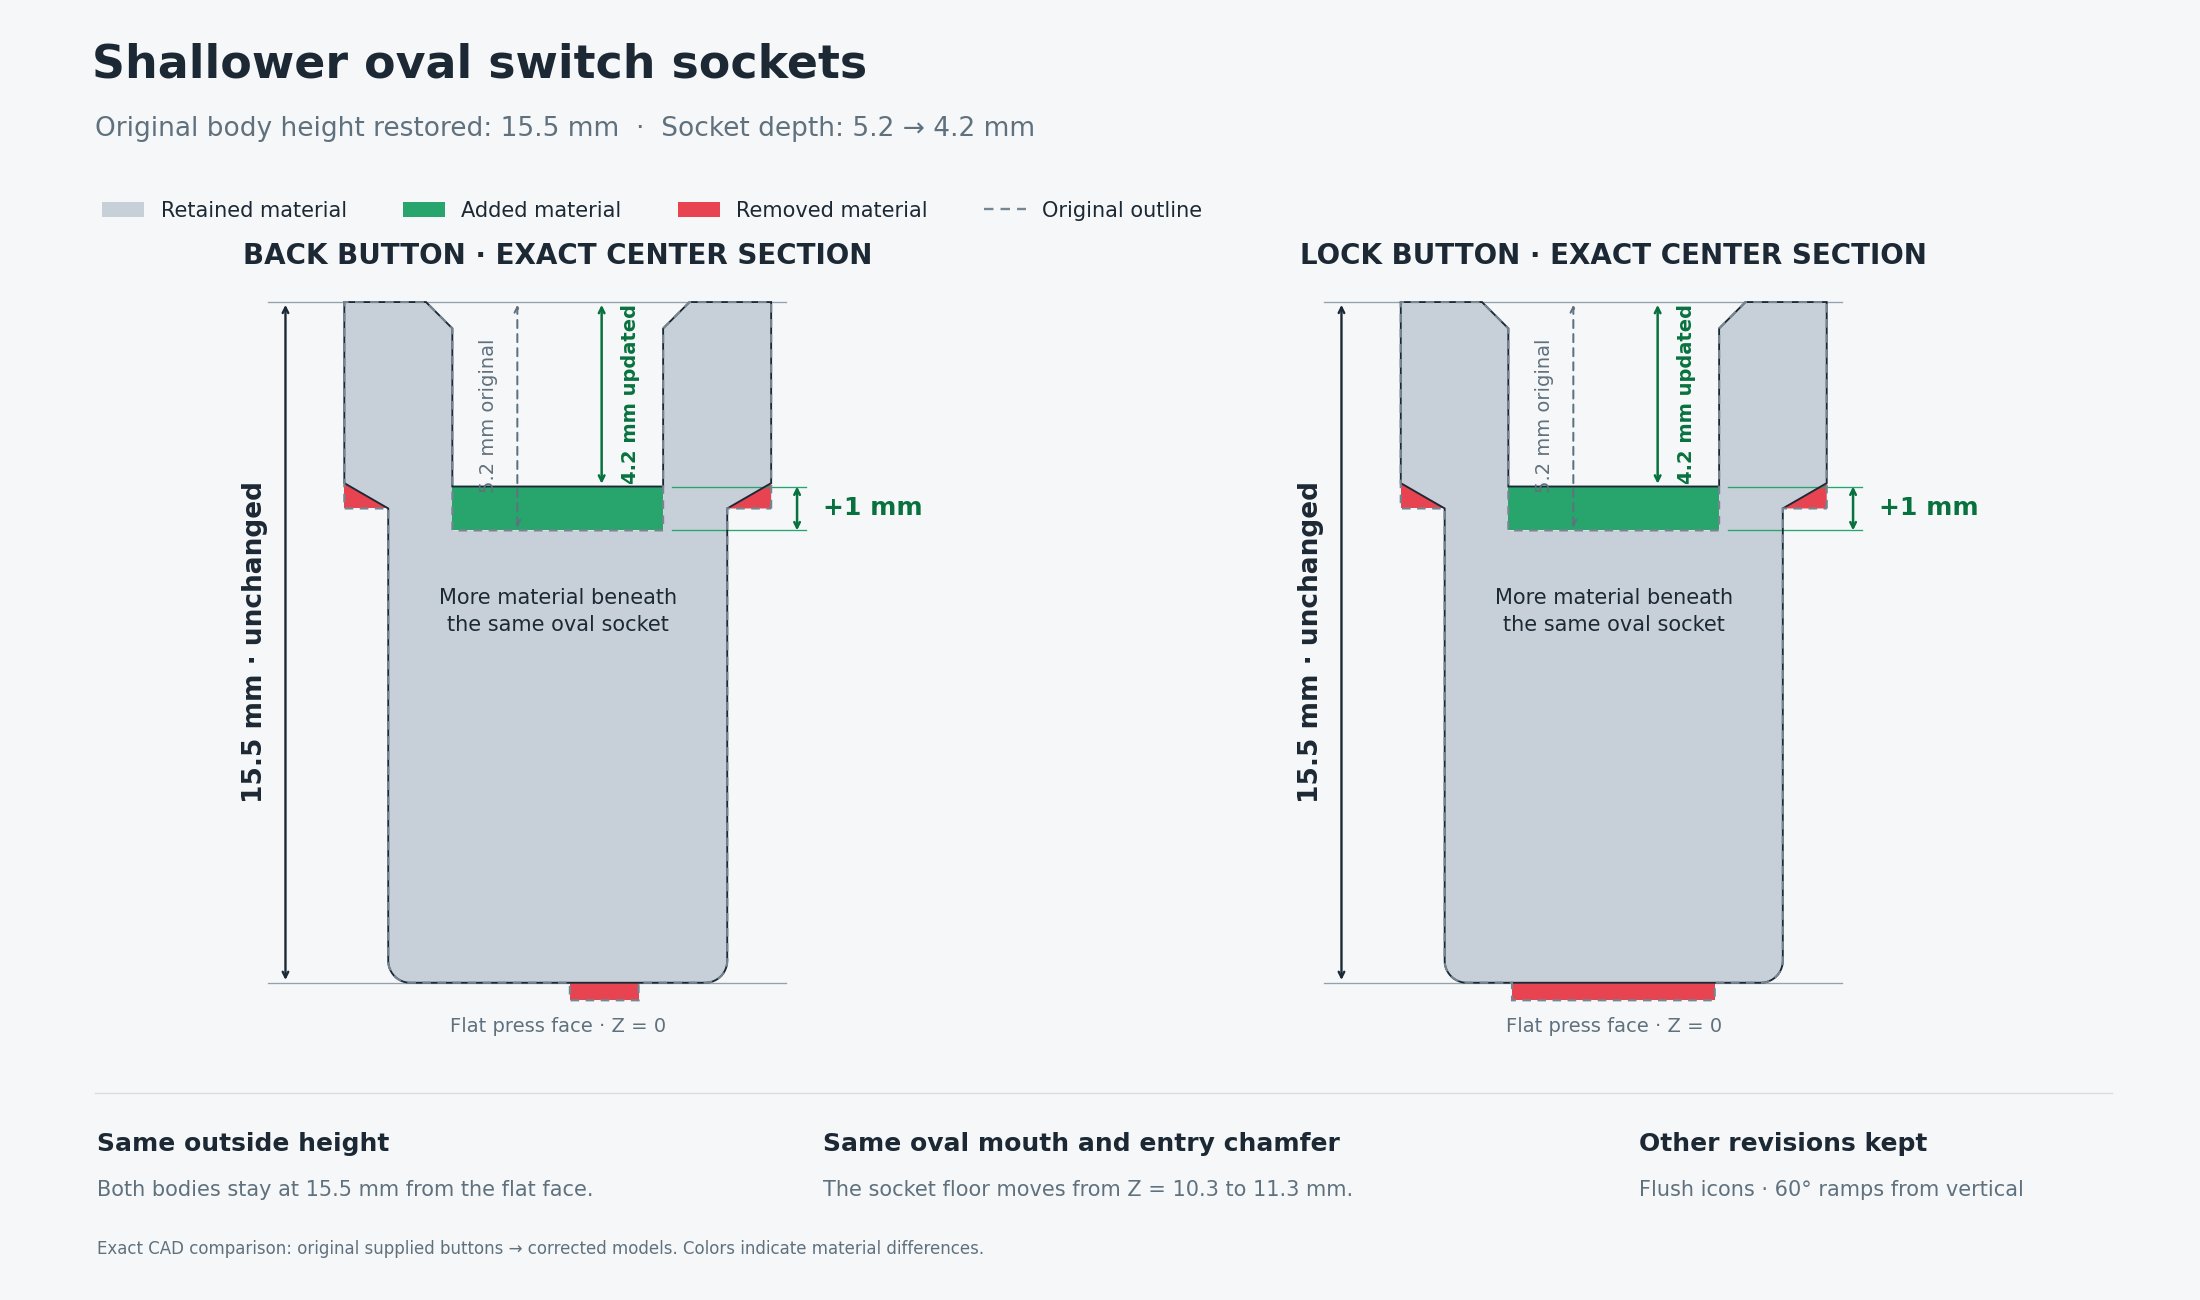 Shallower oval switch sockets
Original body height restored: 15.5 mm · Socket depth: 5.2 → 4.2 mm
Retained material
Added material
Removed material
Original outline
BACK BUTTON · EXACT CENTER SECTION
15.5 mm · unchanged
5.2 mm original
4.2 mm updated
+1 mm
More material beneath
the same oval socket
Flat press face · Z = 0
LOCK BUTTON · EXACT CENTER SECTION
15.5 mm · unchanged
5.2 mm original
4.2 mm updated
+1 mm
More material beneath
the same oval socket
Flat press face · Z = 0
Same outside height
Both bodies stay at 15.5 mm from the flat face.
Same oval mouth and entry chamfer
The socket floor moves from Z = 10.3 to 11.3 mm.
Other revisions kept
Flush icons · 60° ramps from vertical
Exact CAD comparison: original supplied buttons → corrected models. Colors indicate material differences.